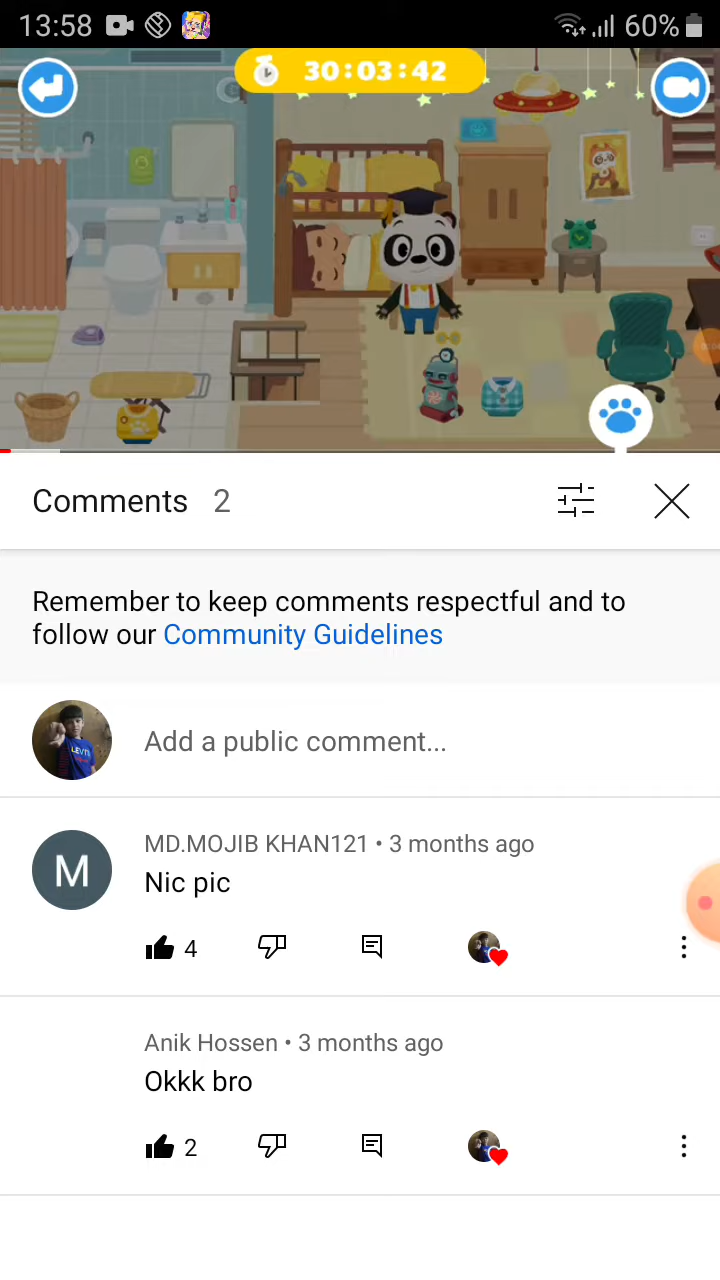 13:58
60%
30:03:42
Comments 2
Remember to keep comments respectful and to
follow our Community Guidelines
Add a public comment...
M
MD.MOJIB KHAN121 • 3 months ago
Nic pic
4
Anik Hossen • 3 months ago
Okkk bro
2